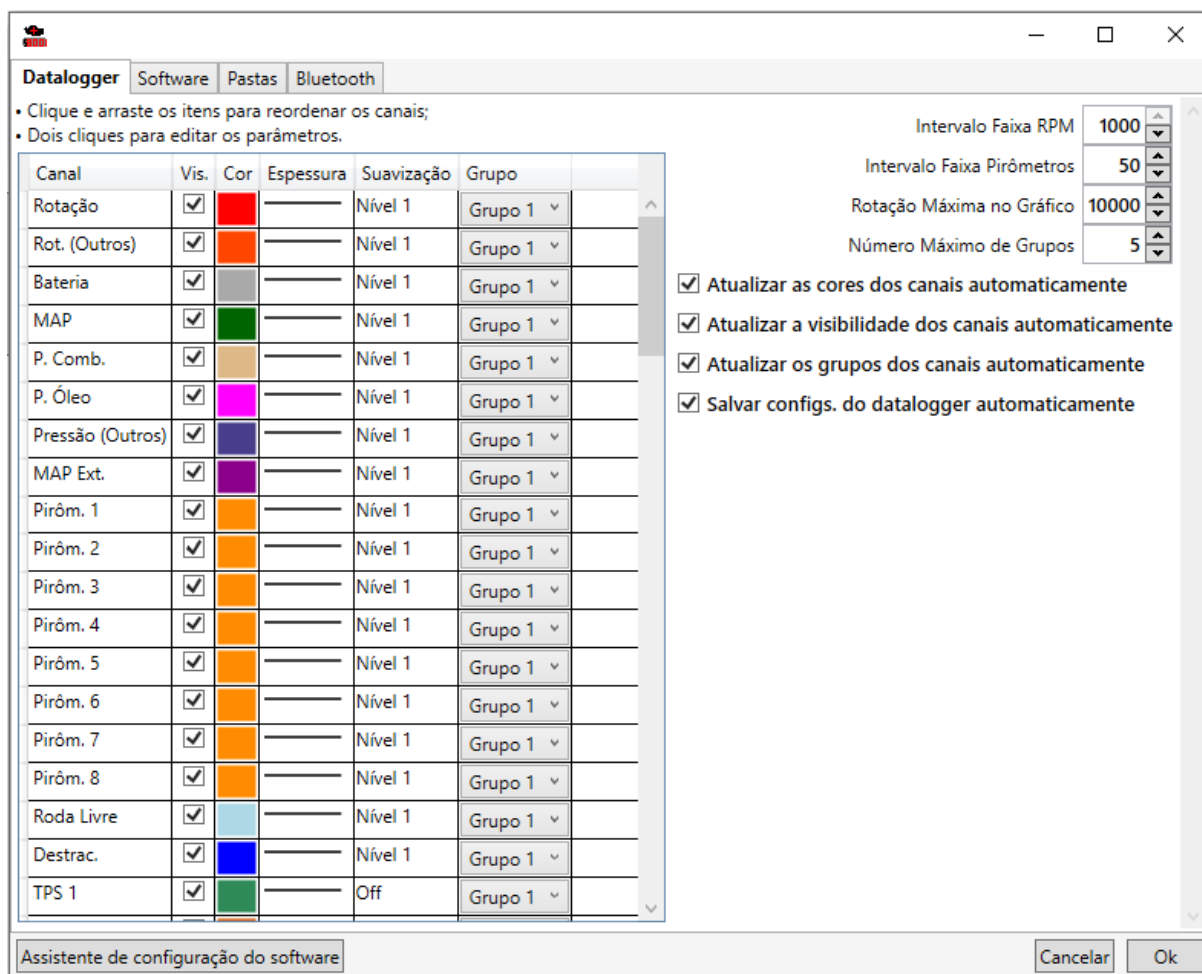 Datalogger Software Pastas Bluetooth
• Clique e arraste os itens para reordenar os canais;
• Dois cliques para editar os parâmetros.
Canal Vis. Cor Espessura Suavização Grupo
Rotação Nível 1 Grupo 1
Rot. (Outros) Nível 1 Grupo 1
Bateria Nível 1 Grupo 1
MAP Nível 1 Grupo 1
P. Comb. Nível 1 Grupo 1
P. Óleo Nível 1 Grupo 1
Pressão (Outros) Nível 1 Grupo 1
MAP Ext. Nível 1 Grupo 1
Pirôm. 1 Nível 1 Grupo 1
Pirôm. 2 Nível 1 Grupo 1
Pirôm. 3 Nível 1 Grupo 1
Pirôm. 4 Nível 1 Grupo 1
Pirôm. 5 Nível 1 Grupo 1
Pirôm. 6 Nível 1 Grupo 1
Pirôm. 7 Nível 1 Grupo 1
Pirôm. 8 Nível 1 Grupo 1
Roda Livre Nível 1 Grupo 1
Destrac. Nível 1 Grupo 1
TPS 1 Off Grupo 1
Intervalo Faixa RPM 1000
Intervalo Faixa Pirômetros 50
Rotação Máxima no Gráfico 10000
Número Máximo de Grupos 5
Atualizar as cores dos canais automaticamente
Atualizar a visibilidade dos canais automaticamente
Atualizar os grupos dos canais automaticamente
Salvar configs. do datalogger automaticamente
Assistente de configuração do software Cancelar Ok